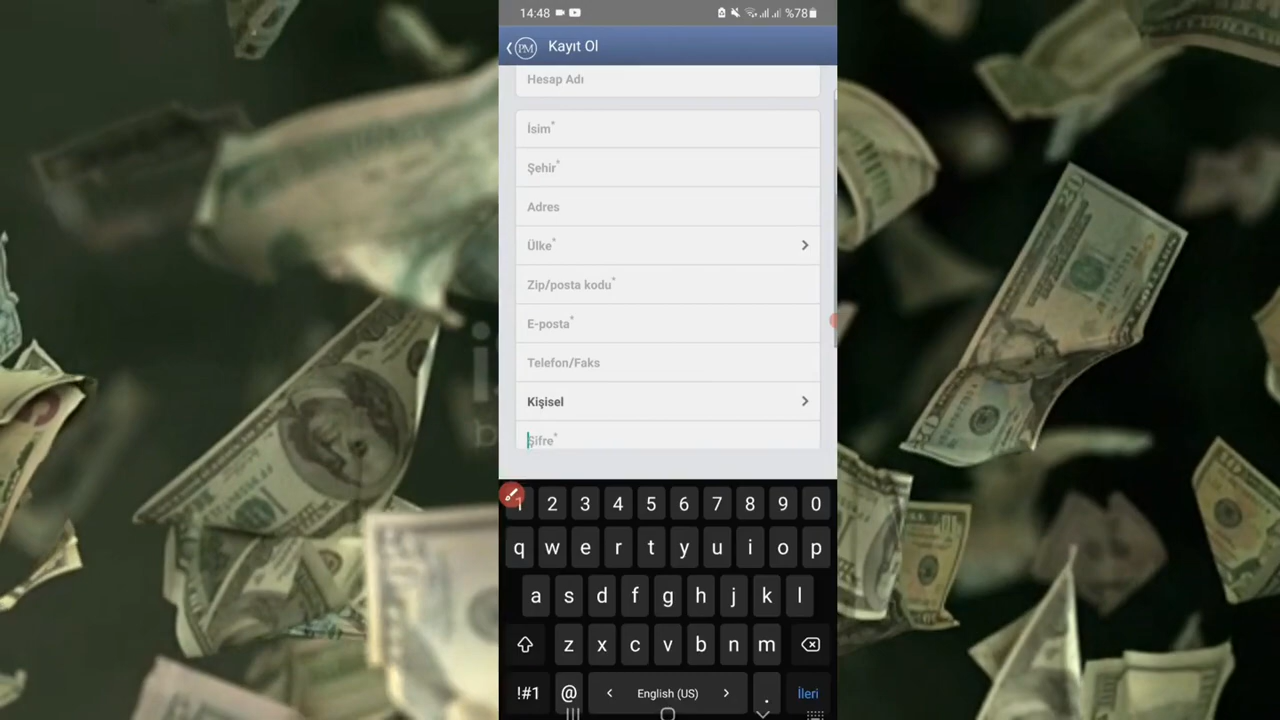 14:48 %78
PM Kayıt Ol
Hesap Adı
İsim*
Şehir*
Adres
Ülke*
Zip/posta kodu*
E-posta*
Telefon/Faks
Kişisel
Şifre*
1 2 3 4 5 6 7 8 9 0
q w e r t y u i o p
a s d f g h j k l
z x c v b n m
!#1 @ English (US) . İleri